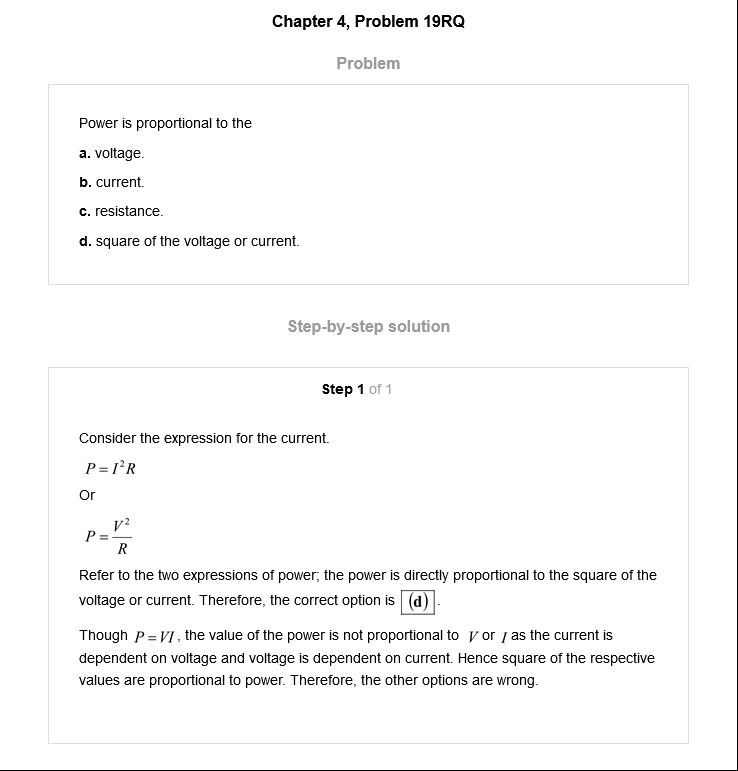 Chapter 4, Problem 19RQ
Problem
Power is proportional to the
a. voltage.
b. current.
c. resistance.
d. square of the voltage or current.
Step-by-step solution
Step 1 of 1
Consider the expression for the current.
P = I²R
Or
P = V²/R
Refer to the two expressions of power; the power is directly proportional to the square of the
voltage or current. Therefore, the correct option is (d).
Though P = VI, the value of the power is not proportional to V or I as the current is
dependent on voltage and voltage is dependent on current. Hence square of the respective
values are proportional to power. Therefore, the other options are wrong.